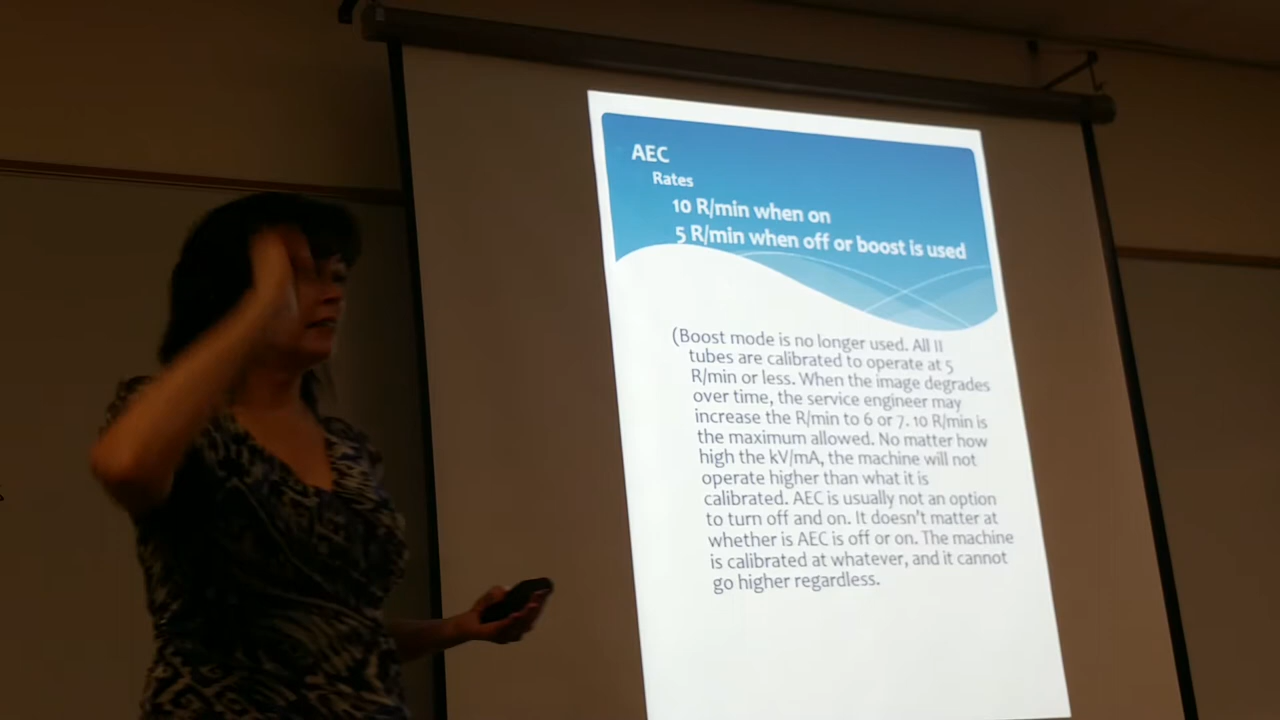 AEC
Rates
10 R/min when on
5 R/min when off or boost is used
(Boost mode is no longer used. All II
tubes are calibrated to operate at 5
R/min or less. When the image degrades
over time, the service engineer may
increase the R/min to 6 or 7. 10 R/min is
the maximum allowed. No matter how
high the kV/mA, the machine will not
operate higher than what it is
calibrated. AEC is usually not an option
to turn off and on. It doesn't matter at
whether is AEC is off or on. The machine
is calibrated at whatever, and it cannot
go higher regardless.